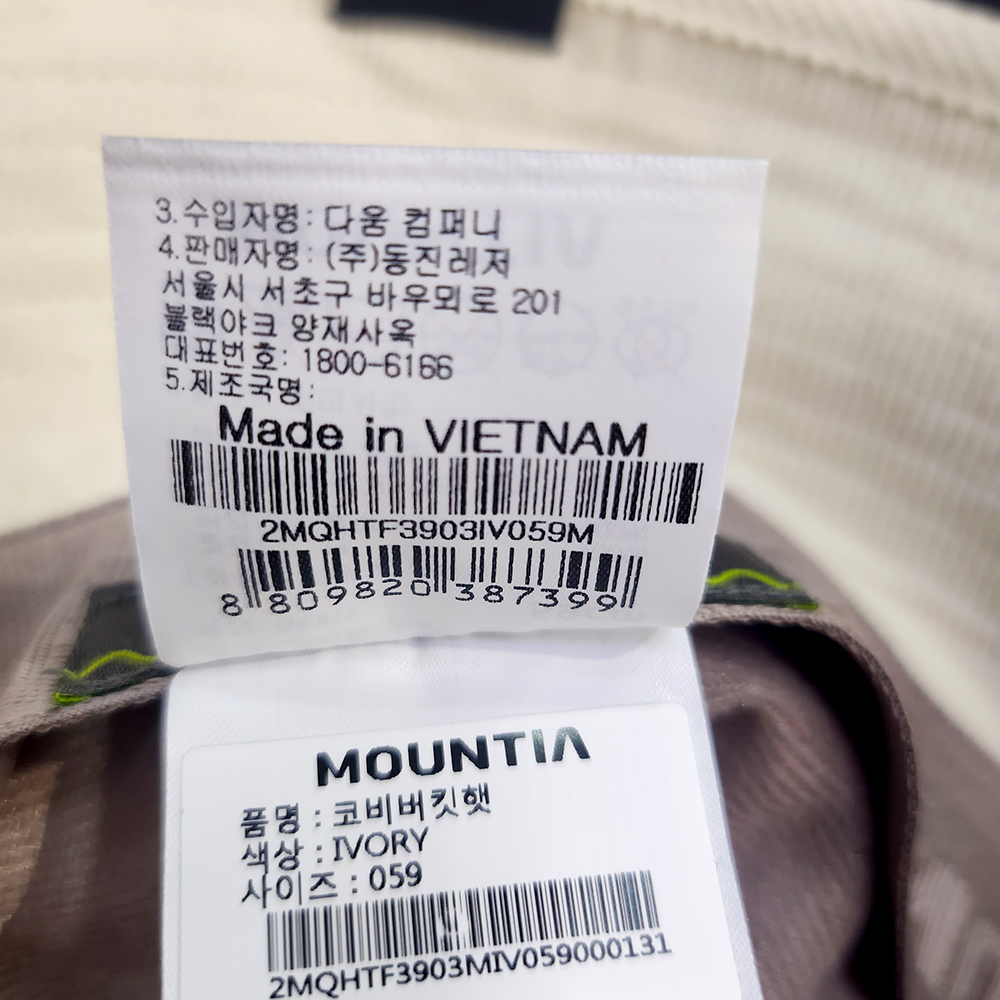 3.수입자명: 다움 컴퍼니
4.판매자명: (주)동진레저
서울시 서초구 바우뫼로 201
블랙야크 양재사옥
대표번호: 1800-6166
5.제조국명:
Made in VIETNAM
2MQHTF3903IV059M
8 809820 387399
MOUNTIA
품명 : 코비버킷햇
색상 : IVORY
사이즈 : 059
2MQHTF3903MIV059000131